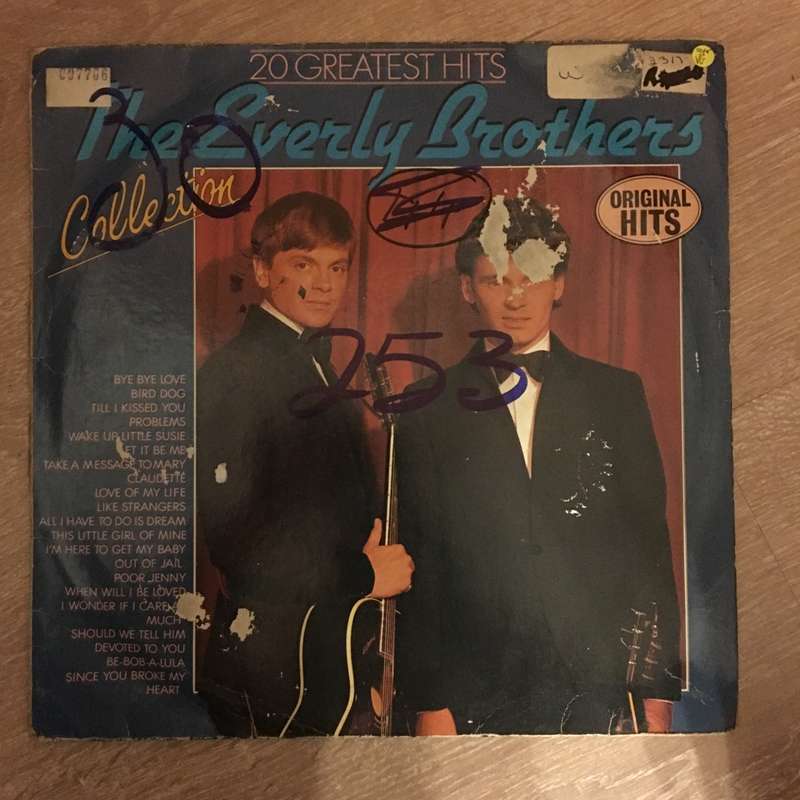 20 GREATEST HITS
The Everly Brothers
Collection
30
ORIGINAL
HITS
253
BYE BYE LOVE
BIRD DOG
TILL I KISSED YOU
PROBLEMS
WAKE UP LITTLE SUSIE
LET IT BE ME
TAKE A MESSAGE TO MARY
CLAUDETTE
LOVE OF MY LIFE
LIKE STRANGERS
ALL I HAVE TO DO IS DREAM
THIS LITTLE GIRL OF MINE
I'M HERE TO GET MY BABY
OUT OF JAIL
POOR JENNY
WHEN WILL I BE LOVED
I WONDER IF I CARE AS
MUCH
SHOULD WE TELL HIM
DEVOTED TO YOU
BE-BOB-A-LULA
SINCE YOU BROKE MY
HEART